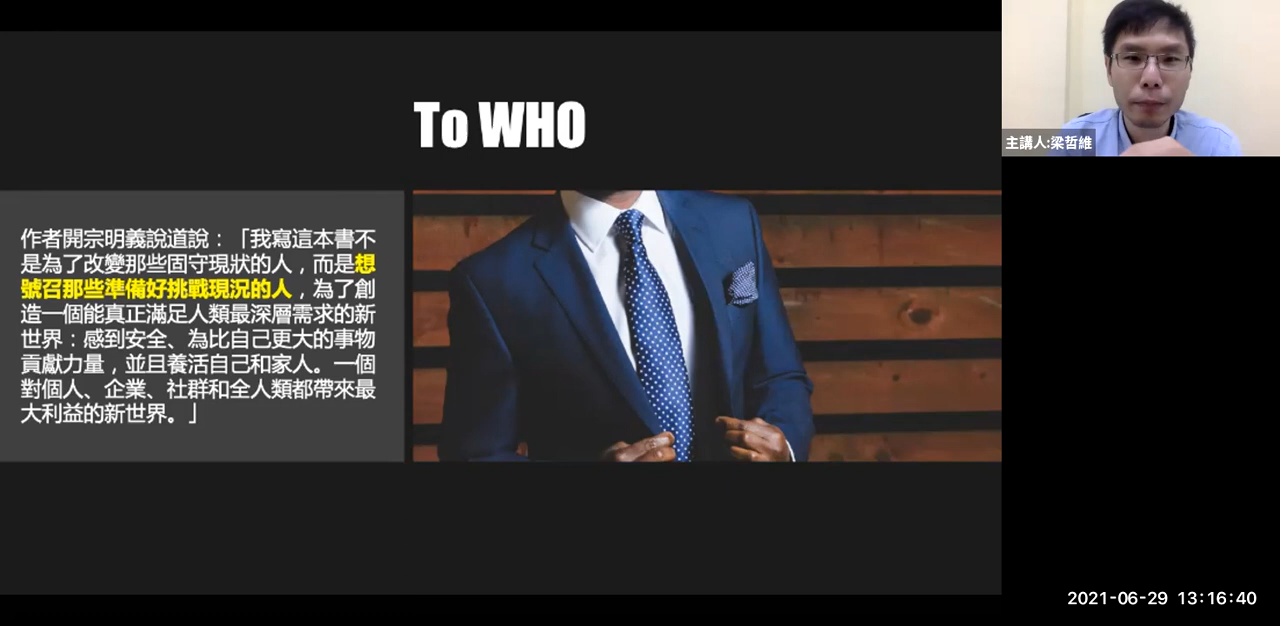 To WHO
作者開宗明義說道說：「我寫這本書不
是為了改變那些固守現狀的人，而是想
號召那些準備好挑戰現況的人，為了創
造一個能真正滿足人類最深層需求的新
世界：感到安全、為比自己更大的事物
貢獻力量，並且養活自己和家人。一個
對個人、企業、社群和全人類都帶來最
大利益的新世界。」
主講人:梁哲維
2021-06-29 13:16:40